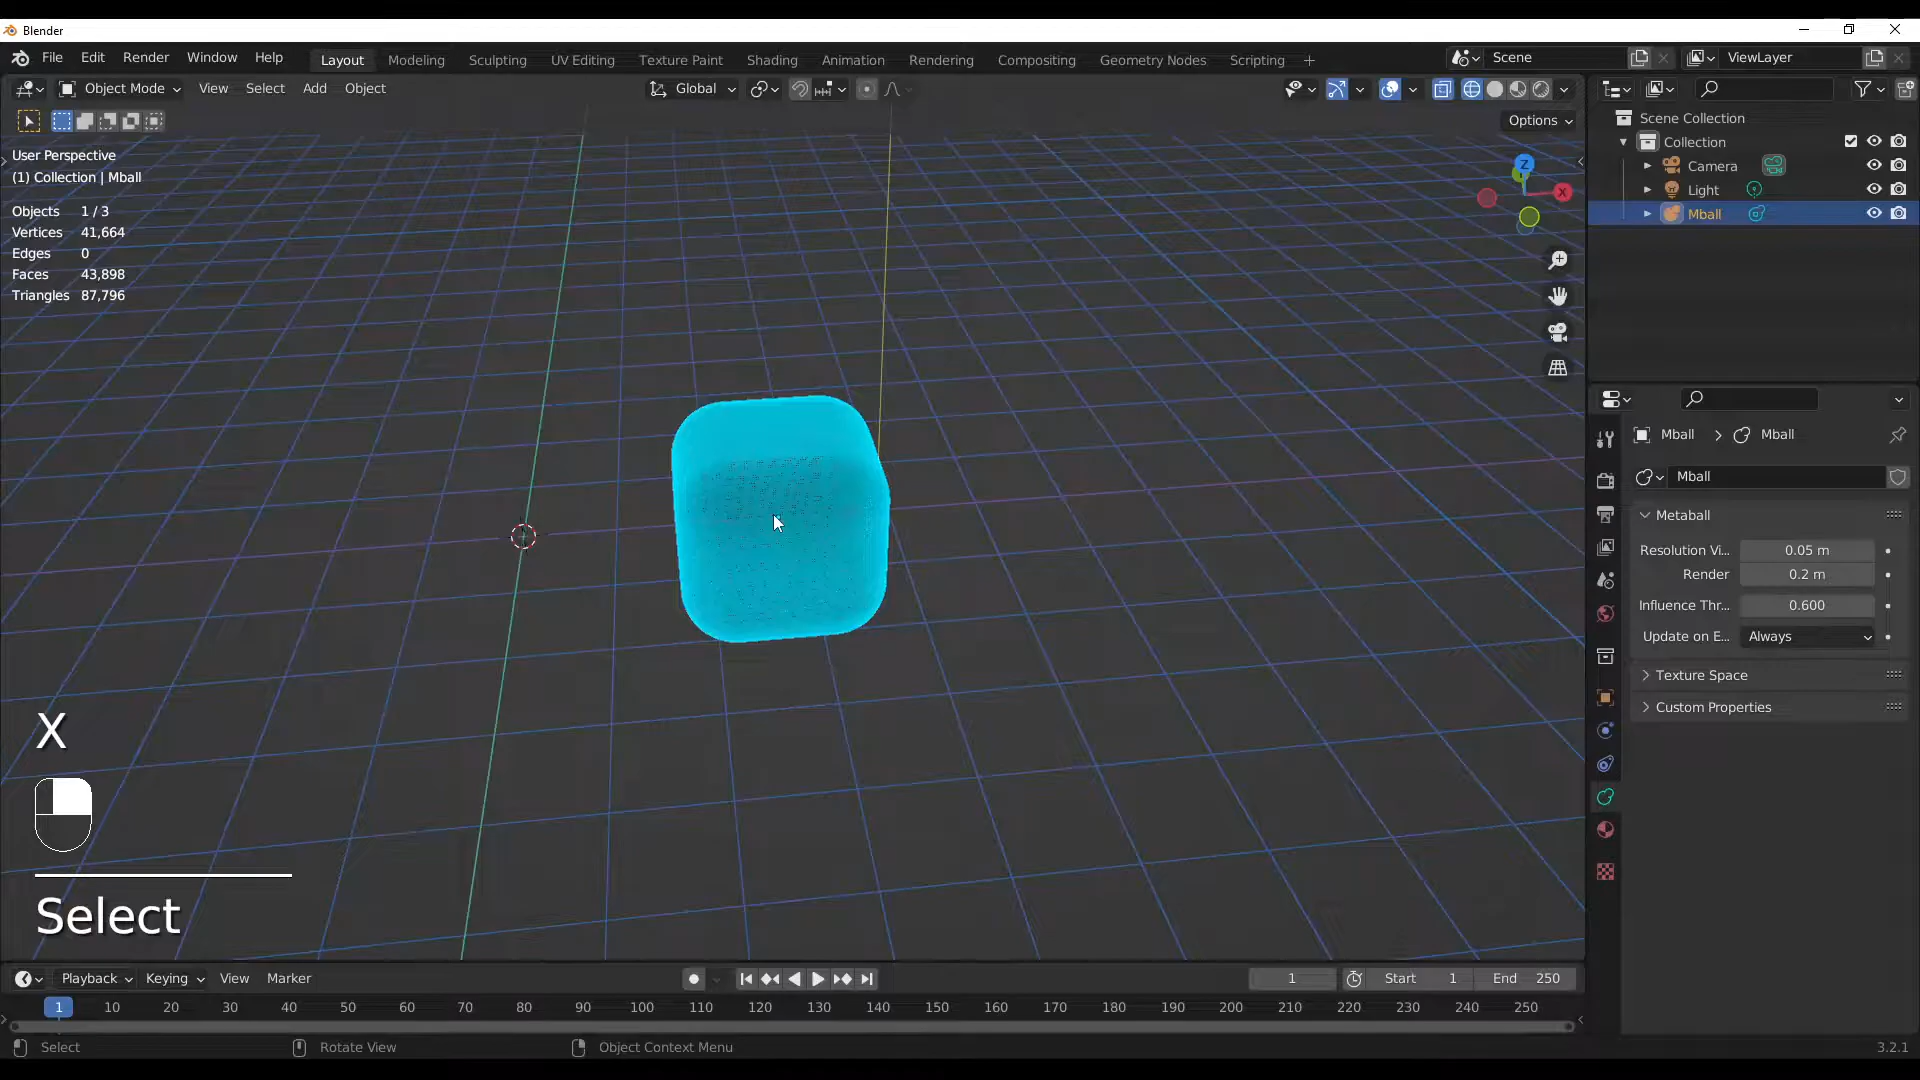 Blender
File Edit Render Window Help Layout Modeling Sculpting UV Editing Texture Paint Shading Animation Rendering Compositing Geometry Nodes Scripting + Scene ViewLayer
Object Mode View Select Add Object Global
Options
User Perspective
(1) Collection | Mball
Objects 1 / 3
Vertices 41,664
Edges 0
Faces 43,898
Triangles 87,796
Z
X
Scene Collection
Collection
Camera
Light
Mball
Mball > Mball
Mball
Metaball
Resolution Vi... 0.05 m
Render 0.2 m
Influence Thr... 0.600
Update on E... Always
Texture Space
Custom Properties
X
Select
Playback Keying View Marker 1 Start 1 End 250
1 10 20 30 40 50 60 70 80 90 100 110 120 130 140 150 160 170 180 190 200 210 220 230 240 250
Select Rotate View Object Context Menu 3.2.1